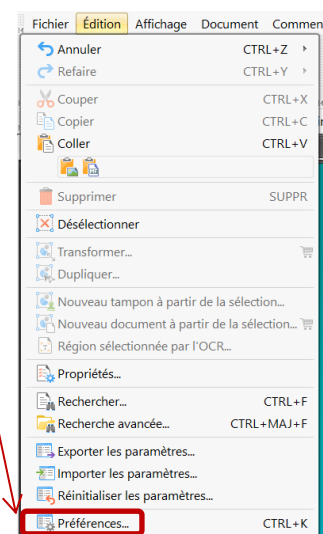 Fichier Édition Affichage Document Commen
Annuler CTRL+Z
Refaire CTRL+Y
Couper CTRL+X
Copier CTRL+C
Coller CTRL+V
Supprimer SUPPR
Désélectionner
Transformer...
Dupliquer...
Nouveau tampon à partir de la sélection...
Nouveau document à partir de la sélection...
Région sélectionnée par l'OCR...
Propriétés...
Rechercher... CTRL+F
Recherche avancée... CTRL+MAJ+F
Exporter les paramètres...
Importer les paramètres...
Réinitialiser les paramètres...
Préférences... CTRL+K